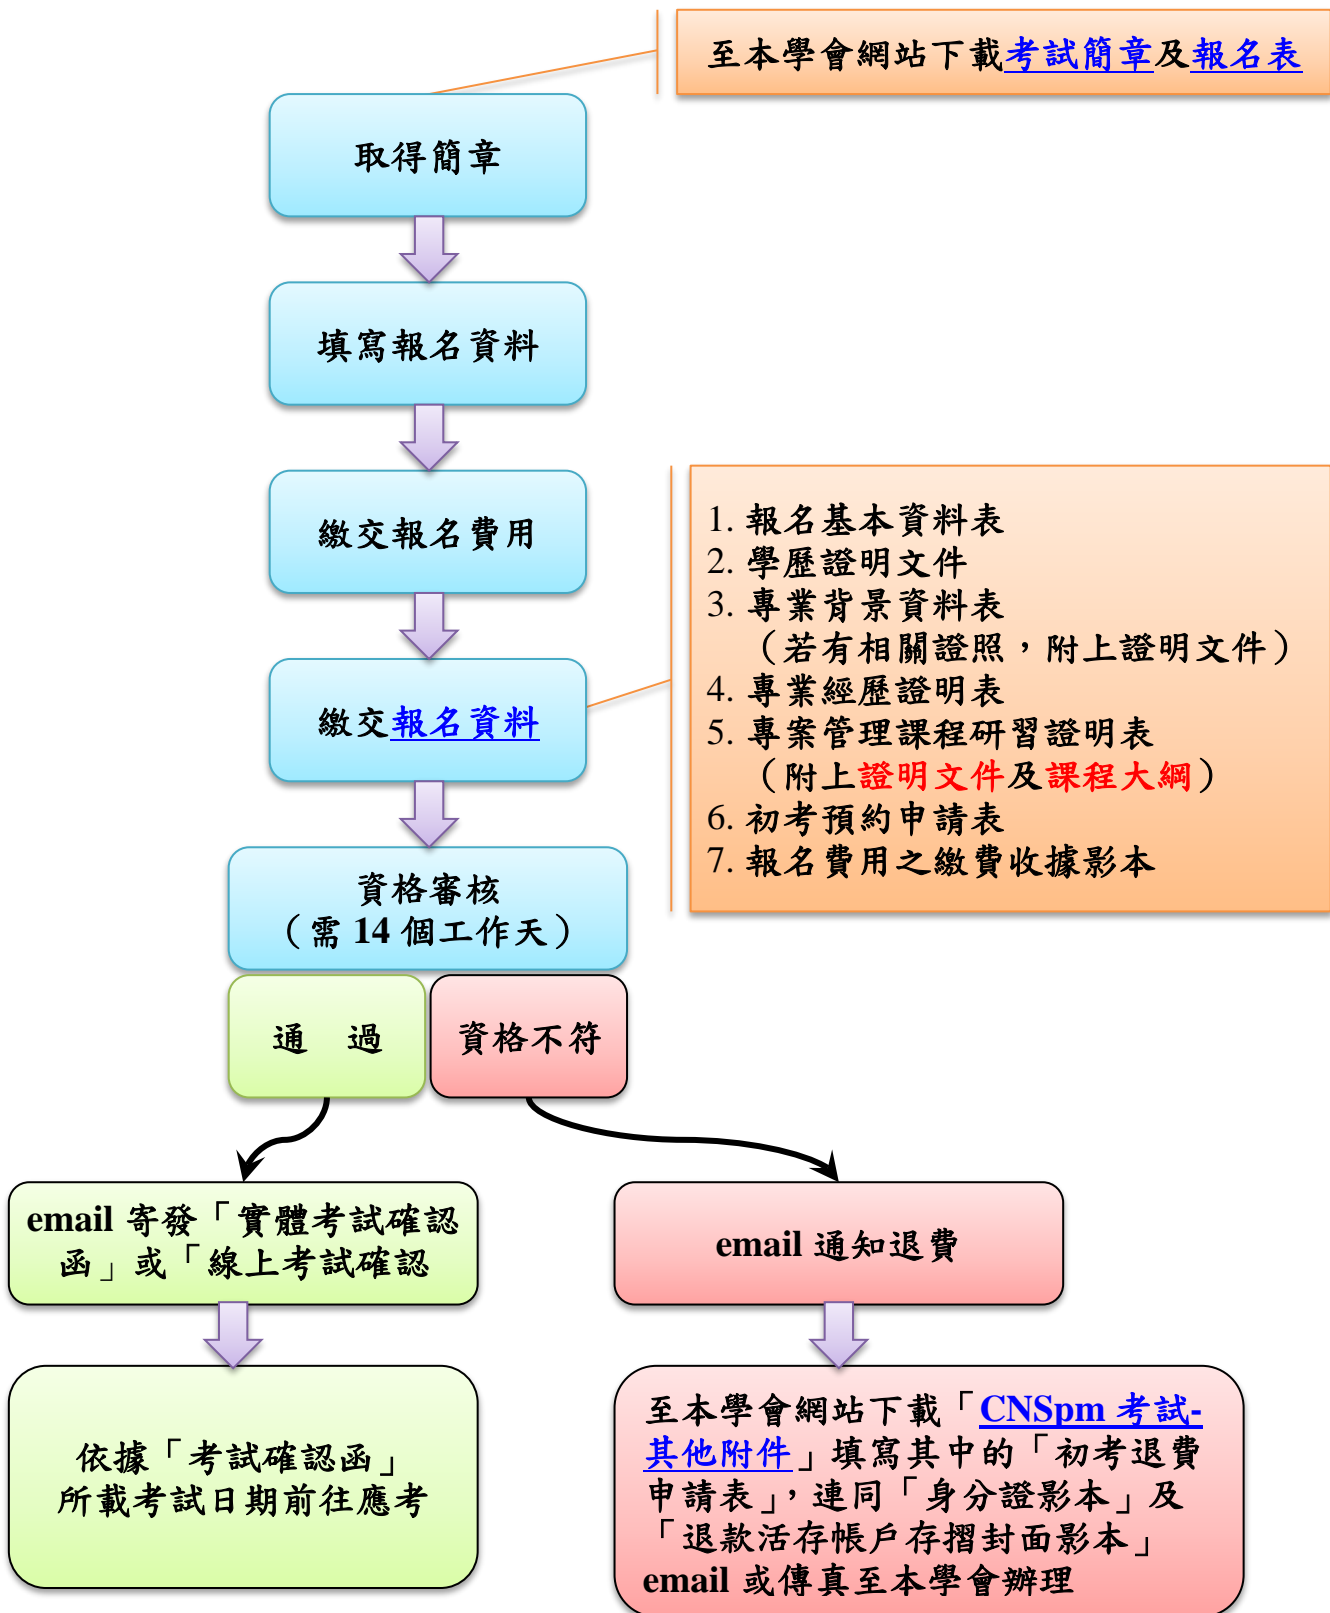 至本學會網站下載考試簡章及報名表
取得簡章
填寫報名資料
繳交報名費用
繳交報名資料
1. 報名基本資料表
2. 學歷證明文件
3. 專業背景資料表
（若有相關證照，附上證明文件）
4. 專業經歷證明表
5. 專案管理課程研習證明表
（附上證明文件及課程大綱）
6. 初考預約申請表
7. 報名費用之繳費收據影本
資格審核
（需 14 個工作天）
通　過
資格不符
email 寄發「實體考試確認
函」或「線上考試確認
email 通知退費
依據「考試確認函」
所載考試日期前往應考
至本學會網站下載「CNSpm 考試-
其他附件」填寫其中的「初考退費
申請表」，連同「身分證影本」及
「退款活存帳戶存摺封面影本」
email 或傳真至本學會辦理